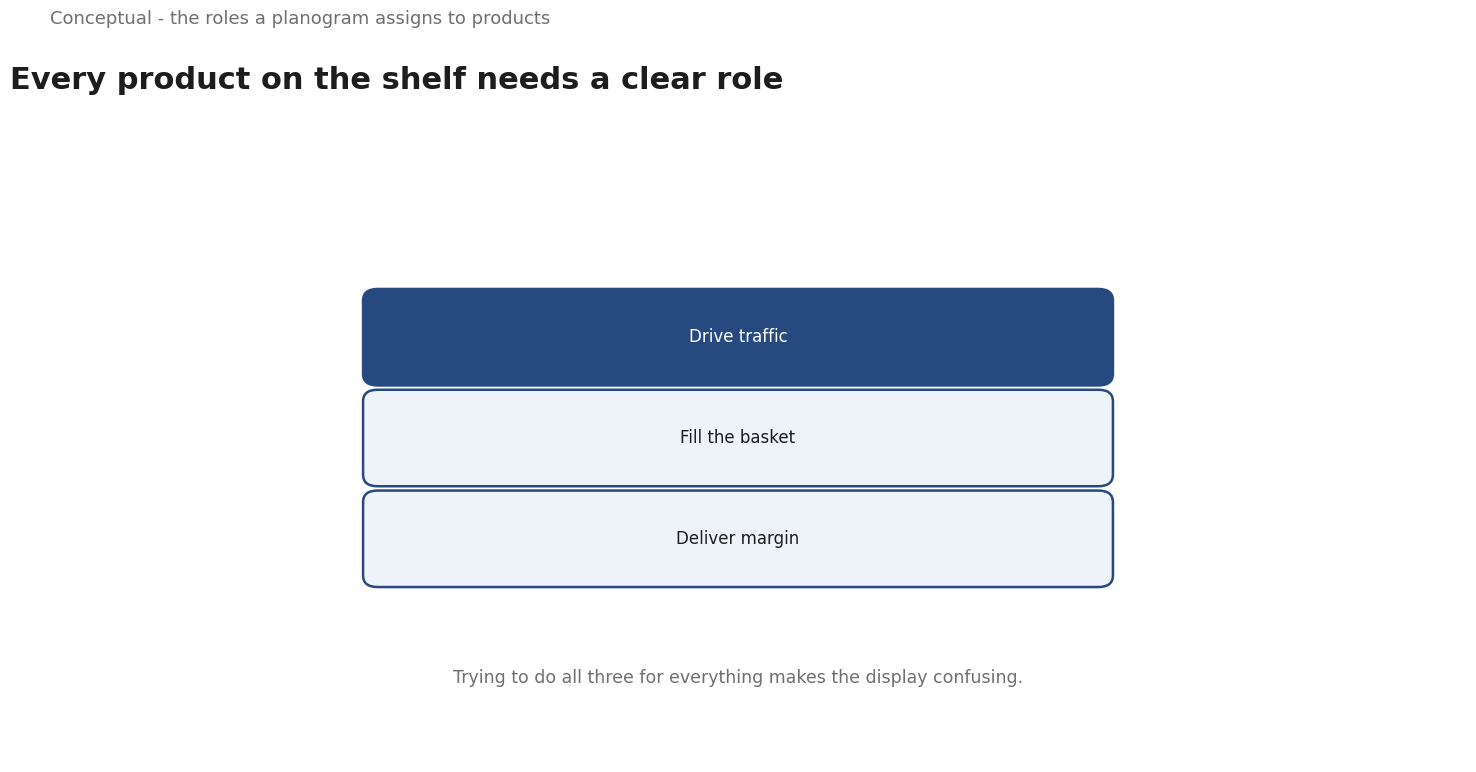 Conceptual - the roles a planogram assigns to products
Every product on the shelf needs a clear role
Drive traffic
Fill the basket
Deliver margin
Trying to do all three for everything makes the display confusing.